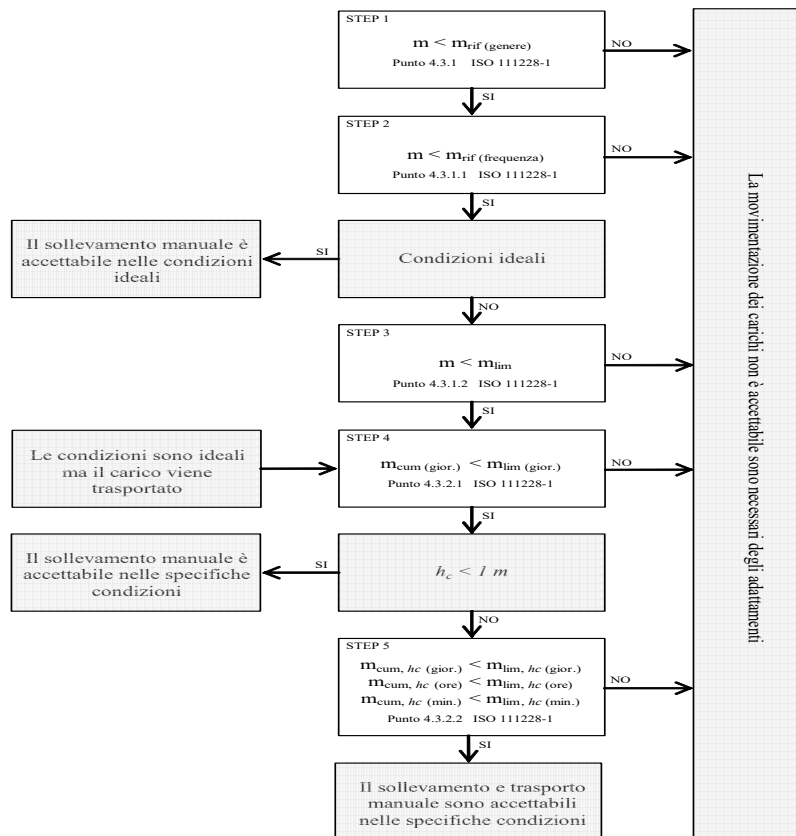 STEP 1
m < mrif (genere)
Punto 4.3.1 ISO 111228-1
NO
SI
STEP 2
m < mrif (frequenza)
Punto 4.3.1.1 ISO 111228-1
NO
SI
Il sollevamento manuale è
accettabile nelle condizioni
ideali
SI
Condizioni ideali
NO
STEP 3
m < mlim
Punto 4.3.1.2 ISO 111228-1
NO
SI
Le condizioni sono ideali
ma il carico viene
trasportato
STEP 4
mcum (gior.) < mlim (gior.)
Punto 4.3.2.1 ISO 111228-1
NO
SI
Il sollevamento manuale è
accettabile nelle specifiche
condizioni
SI
hc < 1 m
NO
STEP 5
mcum, hc (gior.) < mlim, hc (gior.)
mcum, hc (ore) < mlim, hc (ore)
mcum, hc (min.) < mlim, hc (min.)
Punto 4.3.2.2 ISO 111228-1
NO
SI
Il sollevamento e trasporto
manuale sono accettabili
nelle specifiche condizioni
La movimentazione dei carichi non è accettabile sono necessari degli adattamenti